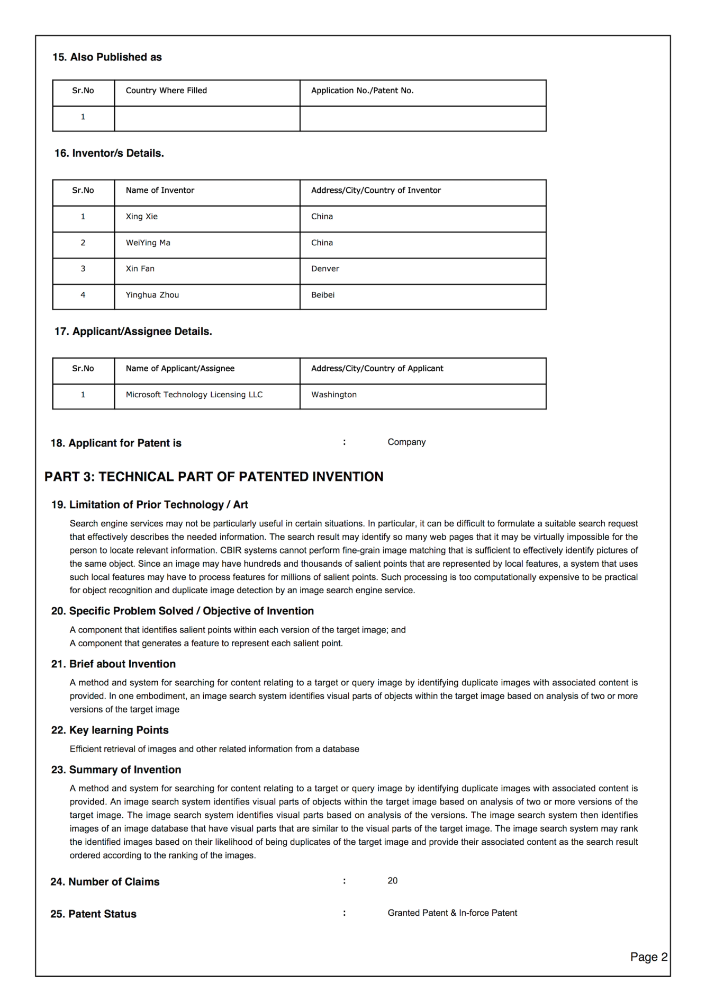 15. Also Published as
Sr.No Country Where Filled Application No./Patent No.
1
16. Inventor/s Details.
Sr.No Name of Inventor Address/City/Country of Inventor
1 Xing Xie China
2 WeiYing Ma China
3 Xin Fan Denver
4 Yinghua Zhou Beibei
17. Applicant/Assignee Details.
Sr.No Name of Applicant/Assignee Address/City/Country of Applicant
1 Microsoft Technology Licensing LLC Washington
18. Applicant for Patent is : Company
PART 3: TECHNICAL PART OF PATENTED INVENTION
19. Limitation of Prior Technology / Art
Search engine services may not be particularly useful in certain situations. In particular, it can be difficult to formulate a suitable search request
that effectively describes the needed information. The search result may identify so many web pages that it may be virtually impossible for the
person to locate relevant information. CBIR systems cannot perform fine-grain image matching that is sufficient to effectively identify pictures of
the same object. Since an image may have hundreds and thousands of salient points that are represented by local features, a system that uses
such local features may have to process features for millions of salient points. Such processing is too computationally expensive to be practical
for object recognition and duplicate image detection by an image search engine service.
20. Specific Problem Solved / Objective of Invention
A component that identifies salient points within each version of the target image; and
A component that generates a feature to represent each salient point.
21. Brief about Invention
A method and system for searching for content relating to a target or query image by identifying duplicate images with associated content is
provided. In one embodiment, an image search system identifies visual parts of objects within the target image based on analysis of two or more
versions of the target image
22. Key learning Points
Efficient retrieval of images and other related information from a database
23. Summary of Invention
A method and system for searching for content relating to a target or query image by identifying duplicate images with associated content is
provided. An image search system identifies visual parts of objects within the target image based on analysis of two or more versions of the
target image. The image search system identifies visual parts based on analysis of the versions. The image search system then identifies
images of an image database that have visual parts that are similar to the visual parts of the target image. The image search system may rank
the identified images based on their likelihood of being duplicates of the target image and provide their associated content as the search result
ordered according to the ranking of the images.
24. Number of Claims : 20
25. Patent Status : Granted Patent & In-force Patent
Page 2